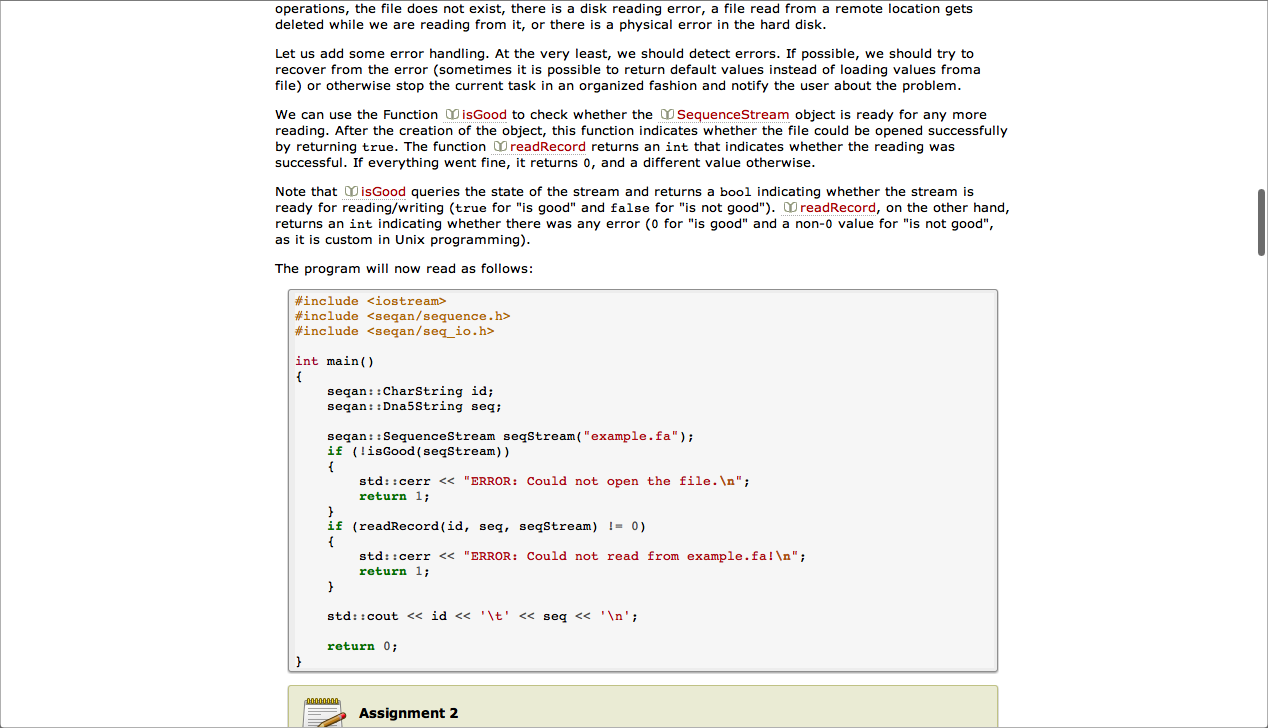 operations, the file does not exist, there is a disk reading error, a file read from a remote location gets
deleted while we are reading from it, or there is a physical error in the hard disk.
Let us add some error handling. At the very least, we should detect errors. If possible, we should try to
recover from the error (sometimes it is possible to return default values instead of loading values froma
file) or otherwise stop the current task in an organized fashion and notify the user about the problem.
We can use the Function isGood to check whether the SequenceStream object is ready for any more
reading. After the creation of the object, this function indicates whether the file could be opened successfully
by returning true. The function readRecord returns an int that indicates whether the reading was
successful. If everything went fine, it returns 0, and a different value otherwise.
Note that isGood queries the state of the stream and returns a bool indicating whether the stream is
ready for reading/writing (true for "is good" and false for "is not good"). readRecord, on the other hand,
returns an int indicating whether there was any error (0 for "is good" and a non-0 value for "is not good",
as it is custom in Unix programming).
The program will now read as follows:
#include <iostream>
#include <seqan/sequence.h>
#include <seqan/seq_io.h>
int main()
{
    seqan::CharString id;
    seqan::Dna5String seq;
    seqan::SequenceStream seqStream("example.fa");
    if (!isGood(seqStream))
    {
        std::cerr << "ERROR: Could not open the file.\n";
        return 1;
    }
    if (readRecord(id, seq, seqStream) != 0)
    {
        std::cerr << "ERROR: Could not read from example.fa!\n";
        return 1;
    }
    std::cout << id << '\t' << seq << '\n';
    return 0;
}
Assignment 2